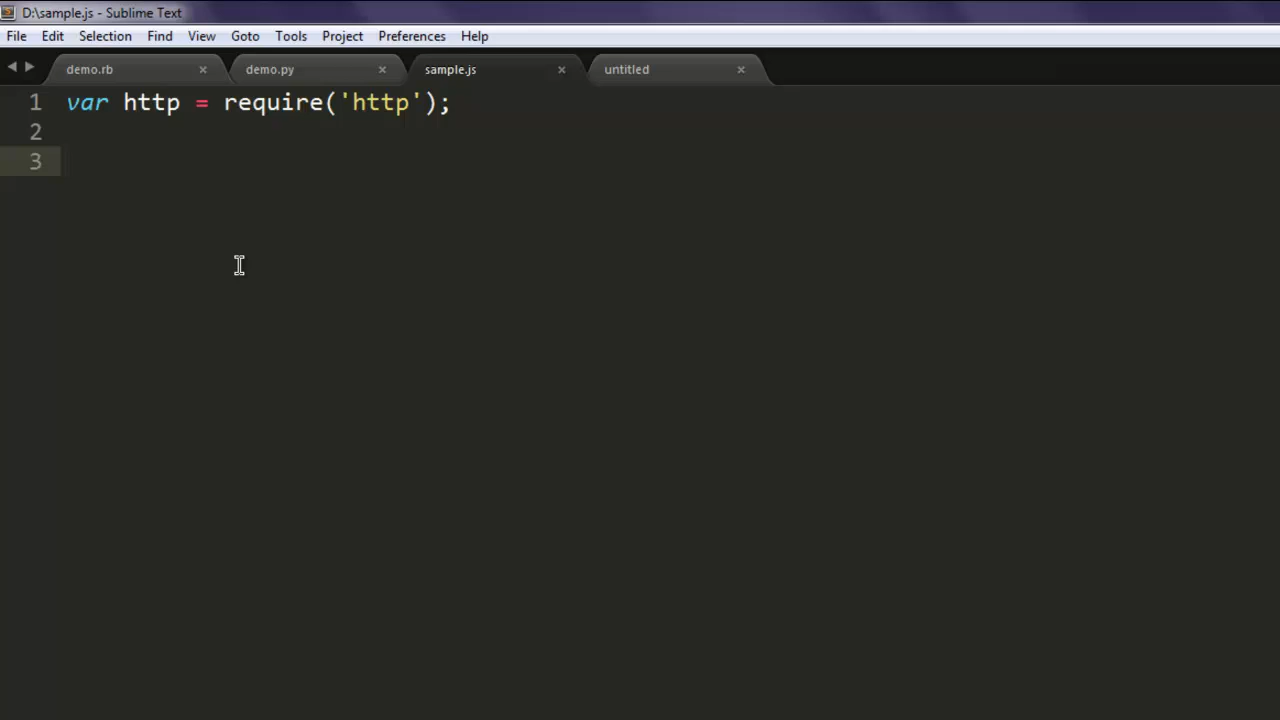 D:\sample.js - Sublime Text
File Edit Selection Find View Goto Tools Project Preferences Help
demo.rb demo.py sample.js untitled
1 var http = require('http');
2
3